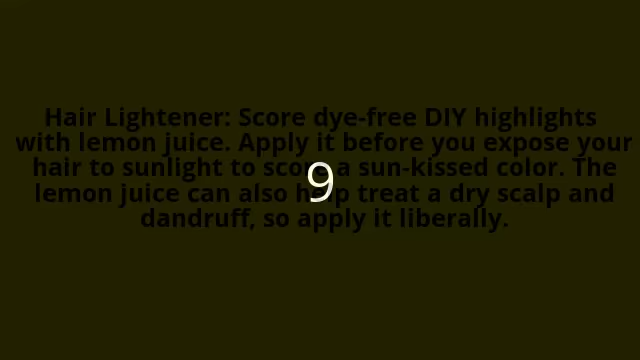 Hair Lightener: Score dye-free DIY highlights
with lemon juice. Apply it before you expose your
hair to sunlight to score a sun-kissed color. The
9
lemon juice can also help treat a dry scalp and
dandruff, so apply it liberally.